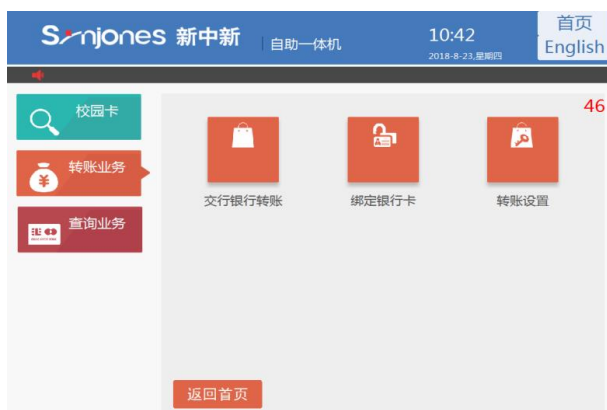 Synjones 新中新
自助一体机
10:42
2018-8-23,星期四
首页
English
46
校园卡
转账业务
查询业务
交行银行转账
绑定银行卡
转账设置
返回首页